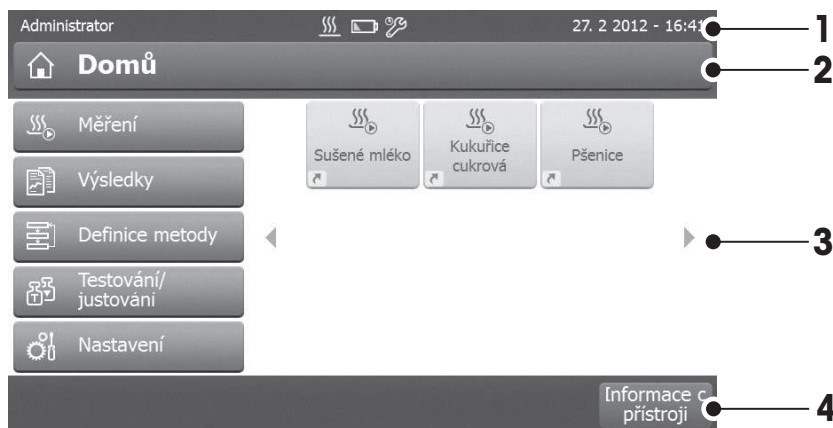 Administrator
27. 2 2012 - 16:41
1
Domů
2
Měření
Výsledky
Definice metody
Testování/
justování
Nastavení
Sušené mléko
Kukuřice
cukrová
Pšenice
3
Informace c
přístroji
4